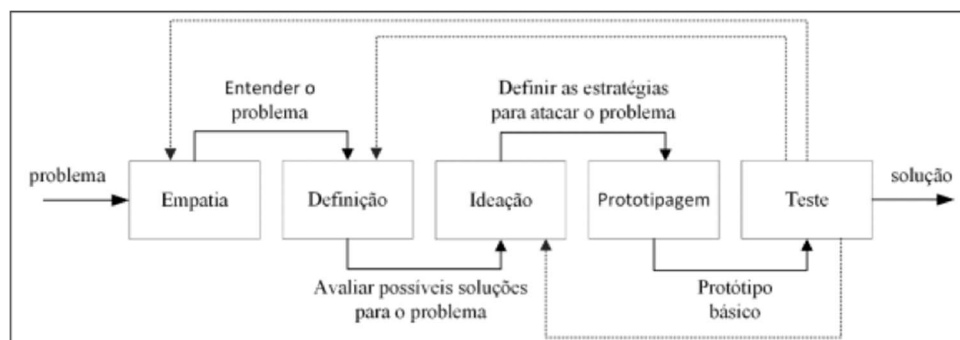 Entender o
problema
Definir as estratégias
para atacar o problema
problema
Empatia
Definição
Ideação
Prototipagem
Teste
solução
Avaliar possíveis soluções
para o problema
Protótipo
básico